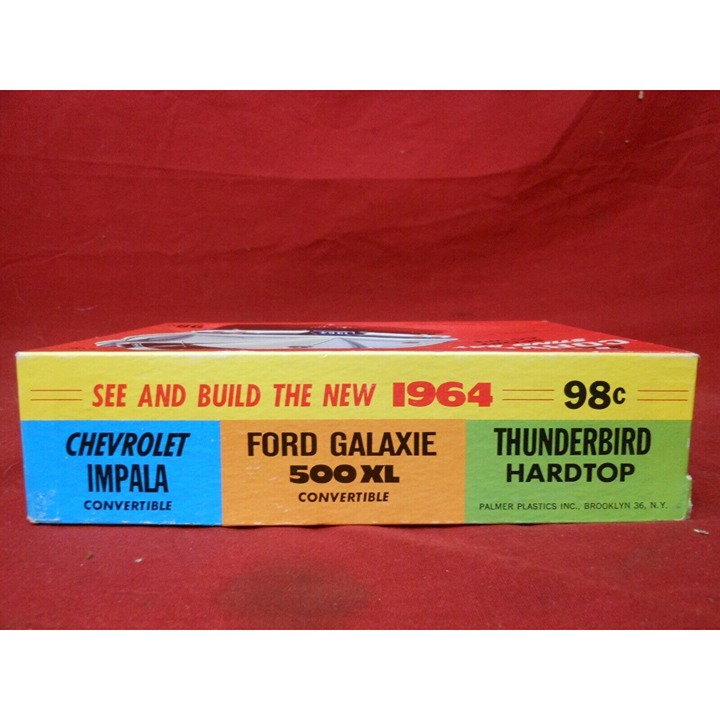 SEE AND BUILD THE NEW 1964 98c
CHEVROLET
IMPALA
CONVERTIBLE
FORD GALAXIE
500 XL
CONVERTIBLE
THUNDERBIRD
HARDTOP
PALMER PLASTICS INC., BROOKLYN 36, N.Y.